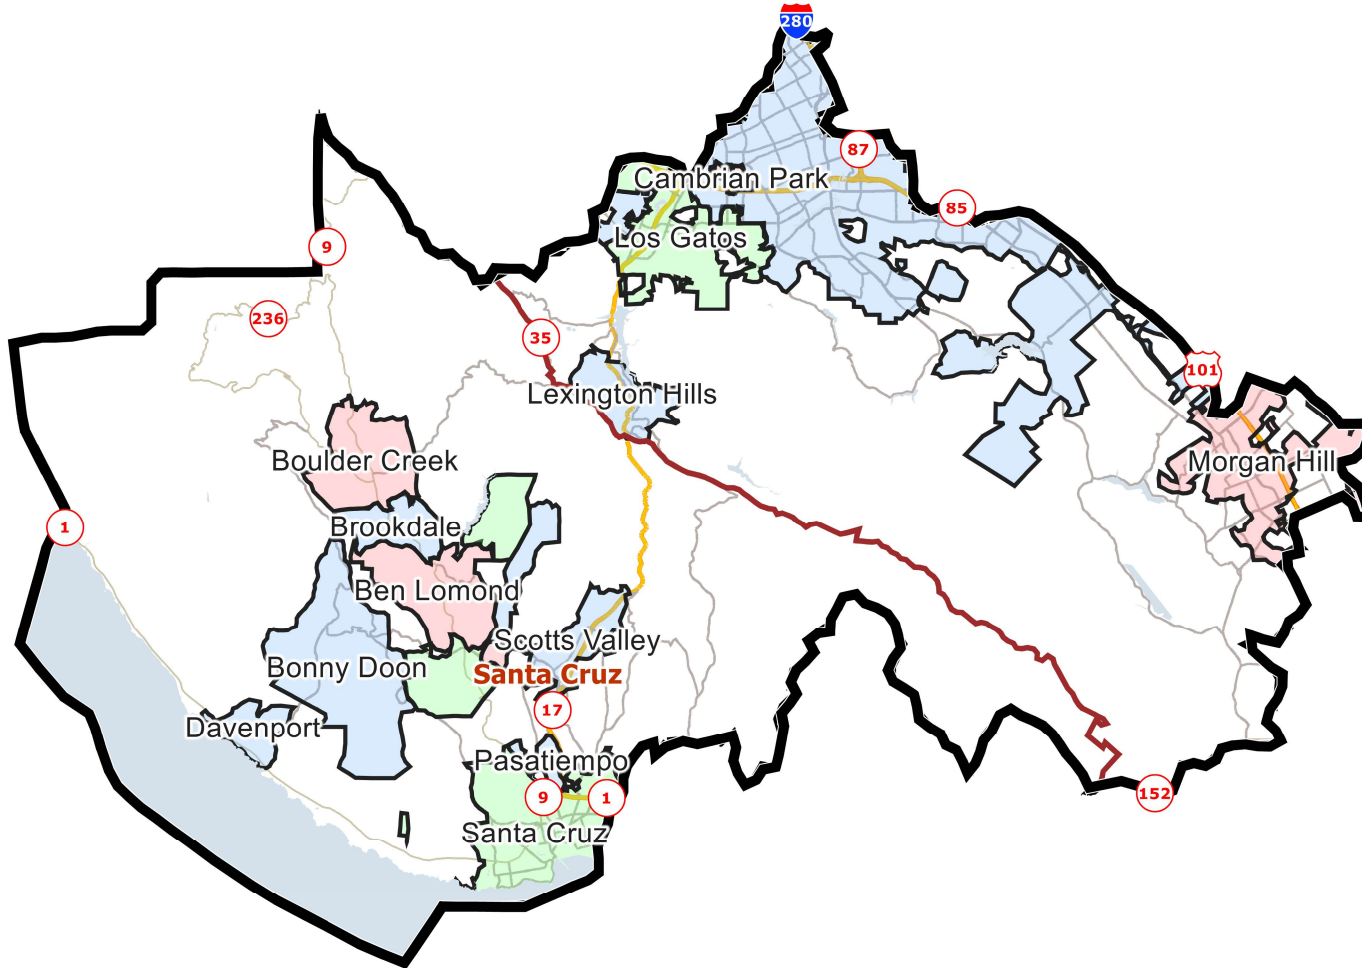 280
87
Cambrian Park
85
Los Gatos
9
236
35
101
Lexington Hills
Boulder Creek
Morgan Hill
1
Brookdale
Ben Lomond
Scotts Valley
Bonny Doon
Santa Cruz
17
Davenport
Pasatiempo
9
1
152
Santa Cruz